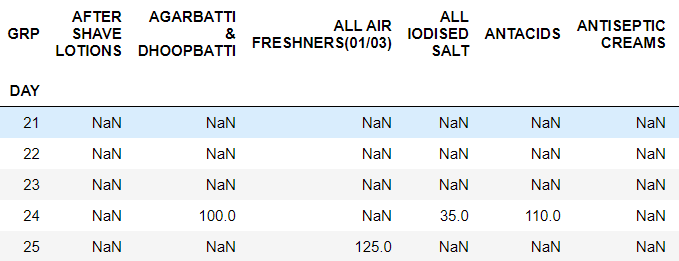 GRP AFTER SHAVE LOTIONS AGARBATTI & DHOOPBATTI ALL AIR FRESHNERS(01/03) ALL IODISED SALT ANTACIDS ANTISEPTIC CREAMS
DAY
21 NaN NaN NaN NaN NaN NaN
22 NaN NaN NaN NaN NaN NaN
23 NaN NaN NaN NaN NaN NaN
24 NaN 100.0 NaN 35.0 110.0 NaN
25 NaN NaN 125.0 NaN NaN NaN